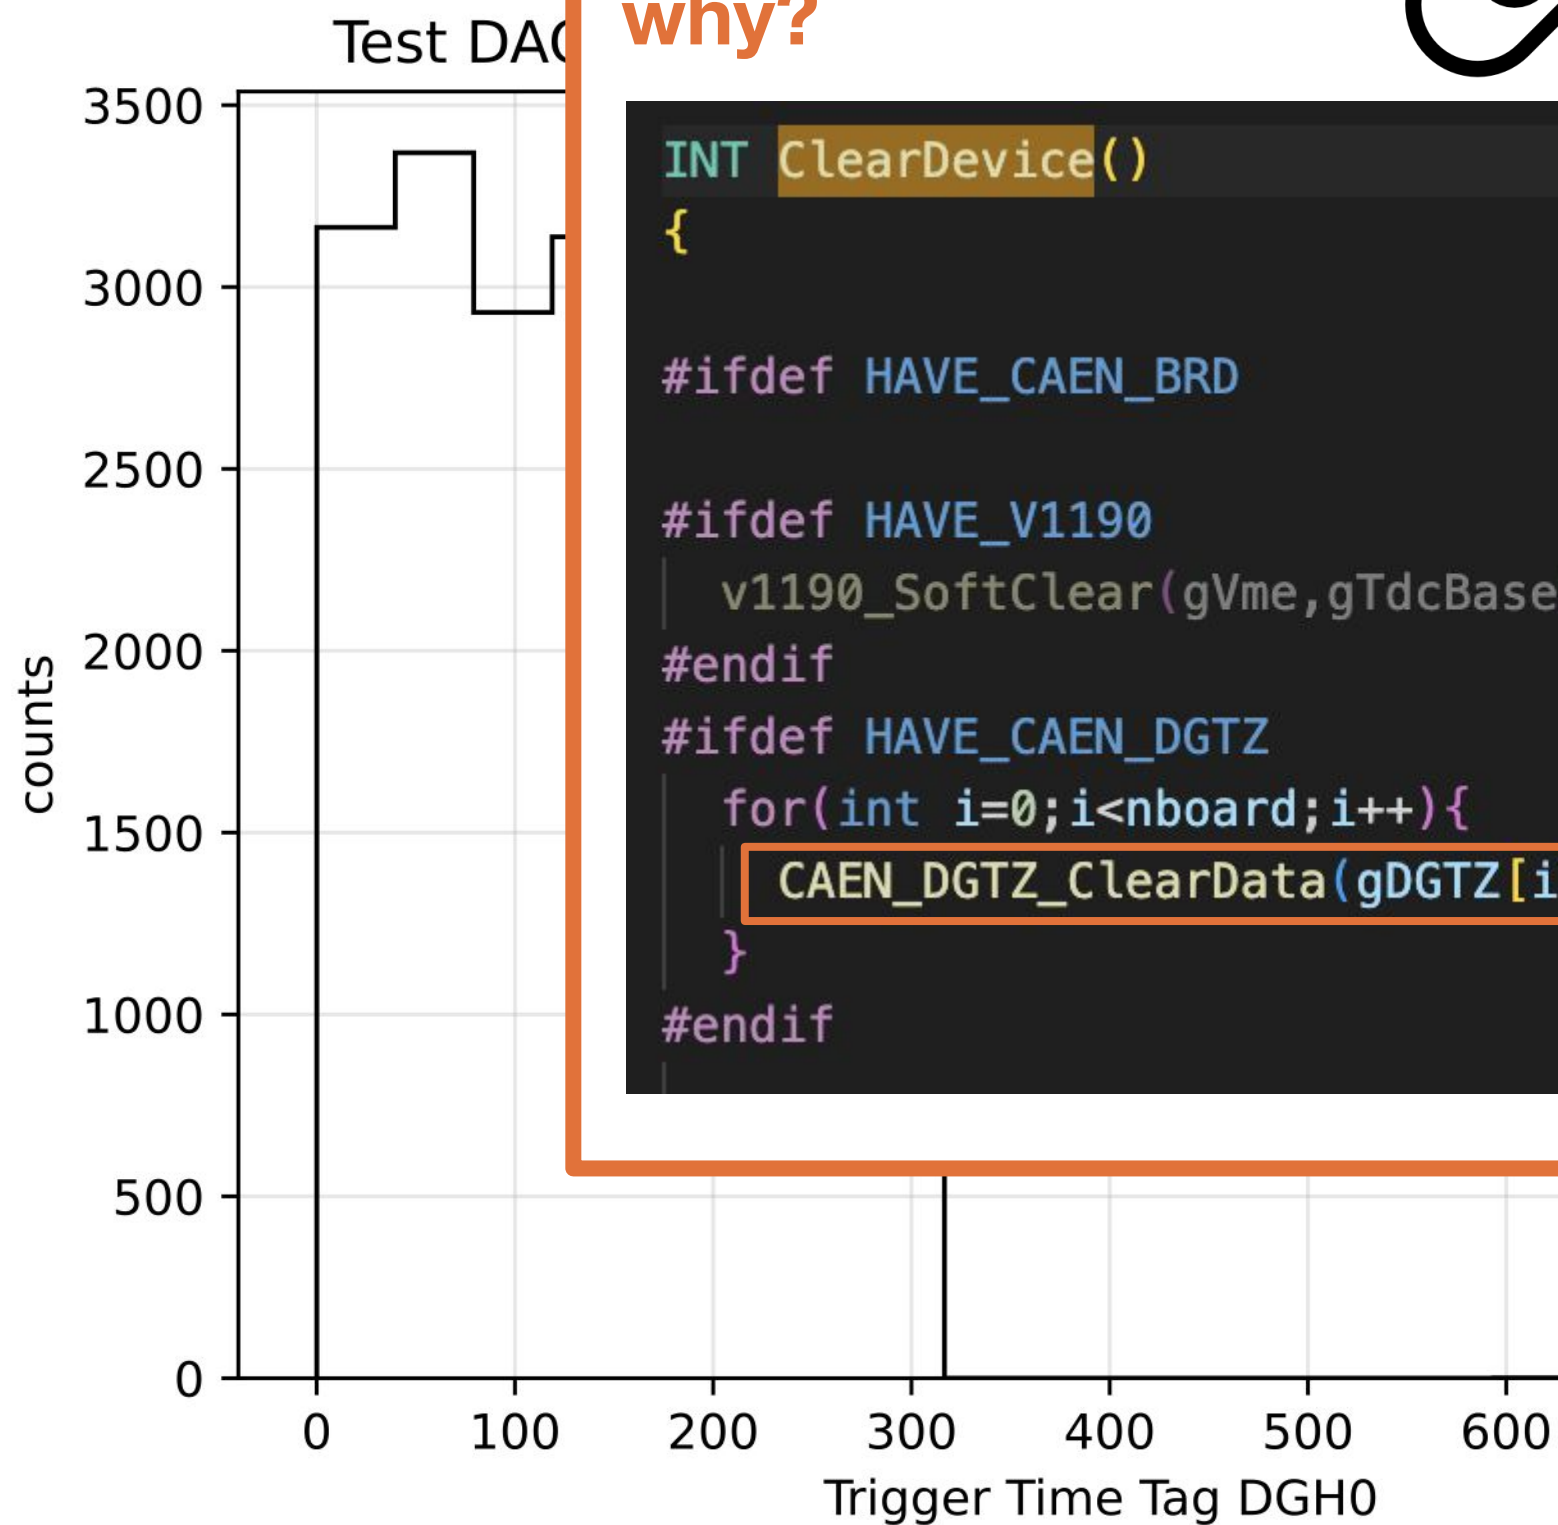 Test DAQ
3500
3000
2500
2000
1500
1000
500
0
counts
0 100 200 300 400 500 600
Trigger Time Tag DGH0
why?
INT ClearDevice()
{
#ifdef HAVE_CAEN_BRD
#ifdef HAVE_V1190
v1190_SoftClear(gVme,gTdcBase
#endif
#ifdef HAVE_CAEN_DGTZ
for(int i=0;i<nboard;i++){
CAEN_DGTZ_ClearData(gDGTZ[i
}
#endif